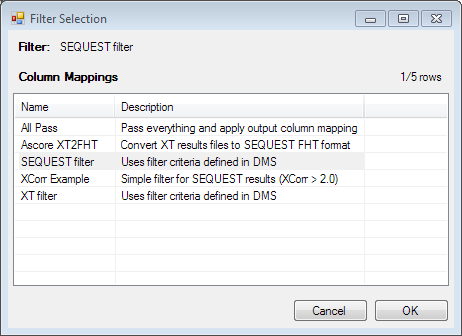 Filter Selection
Filter: SEQUEST filter
Column Mappings 1/5 rows
Name Description
All Pass Pass everything and apply output column mapping
Ascore XT2FHT Convert XT results files to SEQUEST FHT format
SEQUEST filter Uses filter criteria defined in DMS
XCorr Example Simple filter for SEQUEST results (XCorr > 2.0)
XT filter Uses filter criteria defined in DMS
Cancel OK